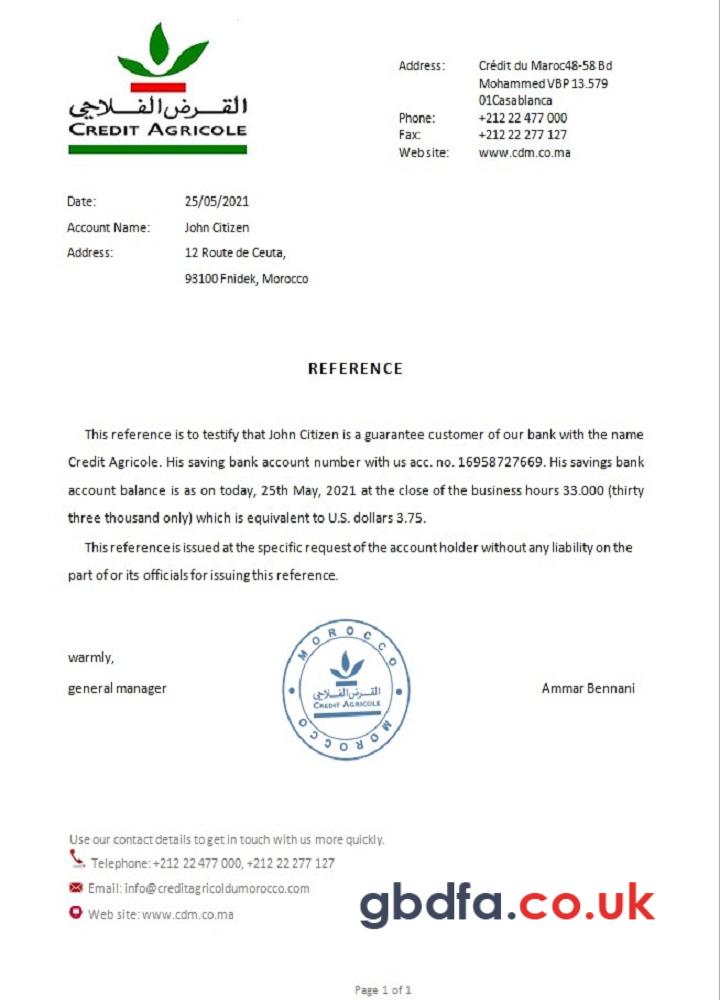 القرض الفلاحي
CREDIT AGRICOLE
Address: Crédit du Maroc48-58 Bd
Mohammed VBP 13.579
01Casablanca
Phone: +212 22 477 000
Fax: +212 22 277 127
Website: www.cdm.co.ma
Date: 25/05/2021
Account Name: John Citizen
Address: 12 Route de Ceuta,
93100 Fnidek, Morocco
REFERENCE
This reference is to testify that John Citizen is a guarantee customer of our bank with the name
Credit Agricole. His saving bank account number with us acc. no. 16958727669. His savings bank
account balance is as on today, 25th May, 2021 at the close of the business hours 33.000 (thirty
three thousand only) which is equivalent to U.S. dollars 3.75.
This reference is issued at the specific request of the account holder without any liability on the
part of or its officials for issuing this reference.
warmly,
general manager
MOROCCO
القرض الفلاحي
CREDIT AGRICOLE
MOROCCO
Ammar Bennani
Use our contact details to get in touch with us more quickly.
Telephone: +212 22 477 000, +212 22 277 127
Email: info@creditagricoldumorocco.com
Web site: www.cdm.co.ma
gbdfa.co.uk
Page 1 of 1